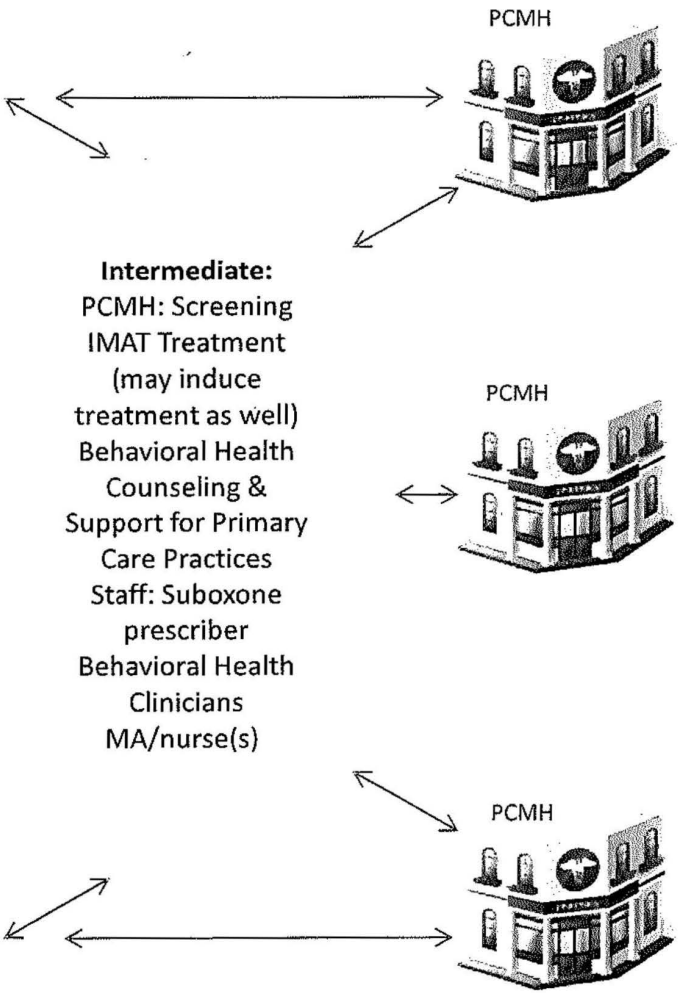 PCMH
Intermediate:
PCMH: Screening
IMAT Treatment
(may induce
treatment as well)
Behavioral Health
Counseling &
Support for Primary
Care Practices
Staff: Suboxone
prescriber
Behavioral Health
Clinicians
MA/nurse(s)
PCMH
PCMH